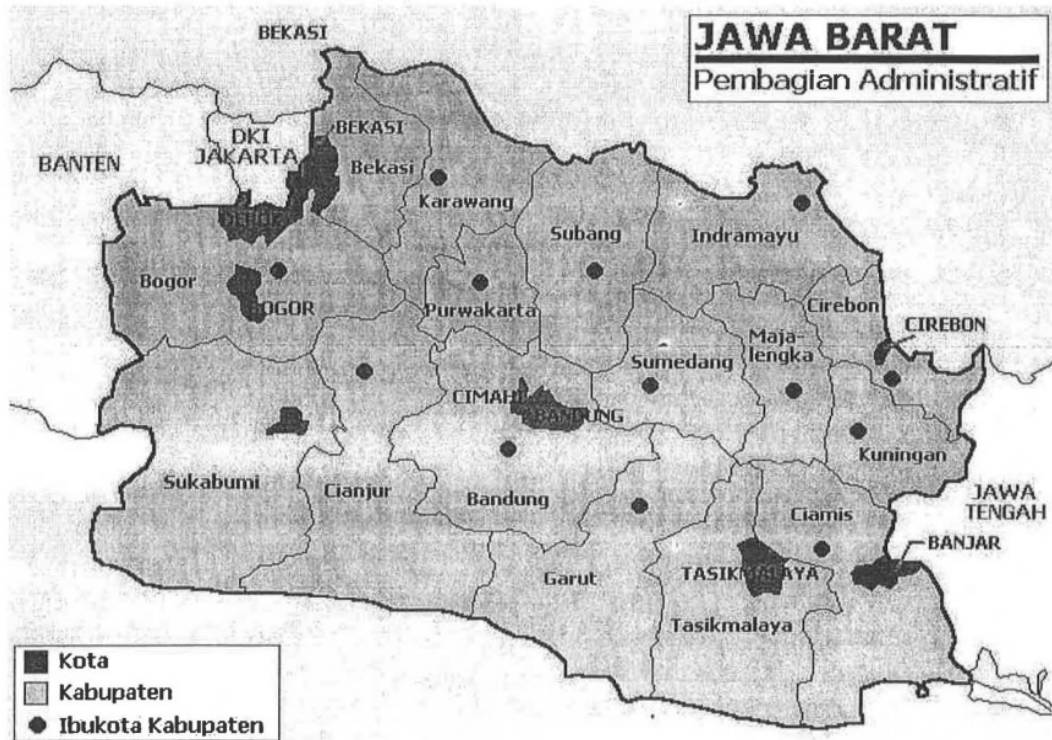 BEKASI
JAWA BARAT
Pembagian Administratif
DKI
JAKARTA
BEKASI
Bekasi
BANTEN
Karawang
DEPOK
Subang
Indramayu
Bogor
BOGOR
Purwakarta
Cirebon
CIREBON
Maja-
lengka
Sumedang
CIMAHI
BANDUNG
Kuningan
Sukabumi
Cianjur
Bandung
Ciamis
JAWA
TENGAH
BANJAR
Garut
TASIKMALAYA
Tasikmalaya
Kota
Kabupaten
Ibukota Kabupaten